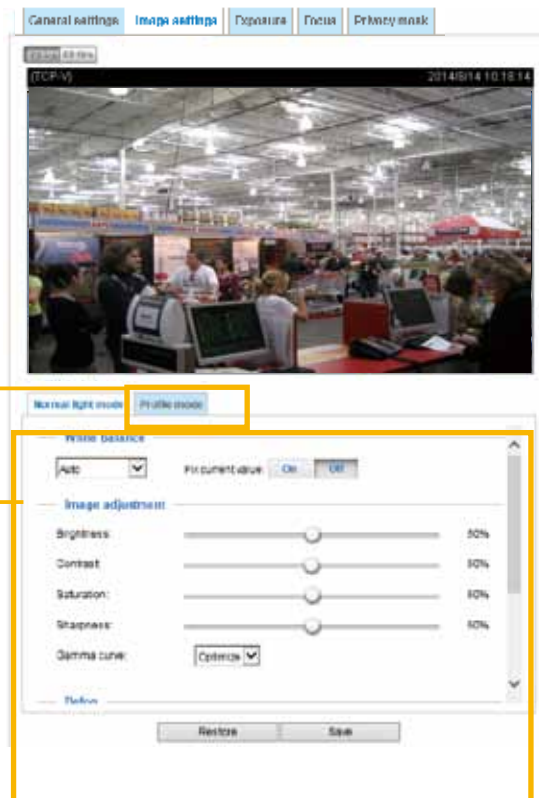 General settings Image settings Exposure Focus Privacy mask
(TCP-V) 2014/8/14 10:18:14
Normal light mode Profile mode
White balance
Auto Fix current value: On Off
Image adjustment
Brightness: 50%
Contrast: 50%
Saturation: 50%
Sharpness: 50%
Gamma curve: Optimize
Defog
Restore Save